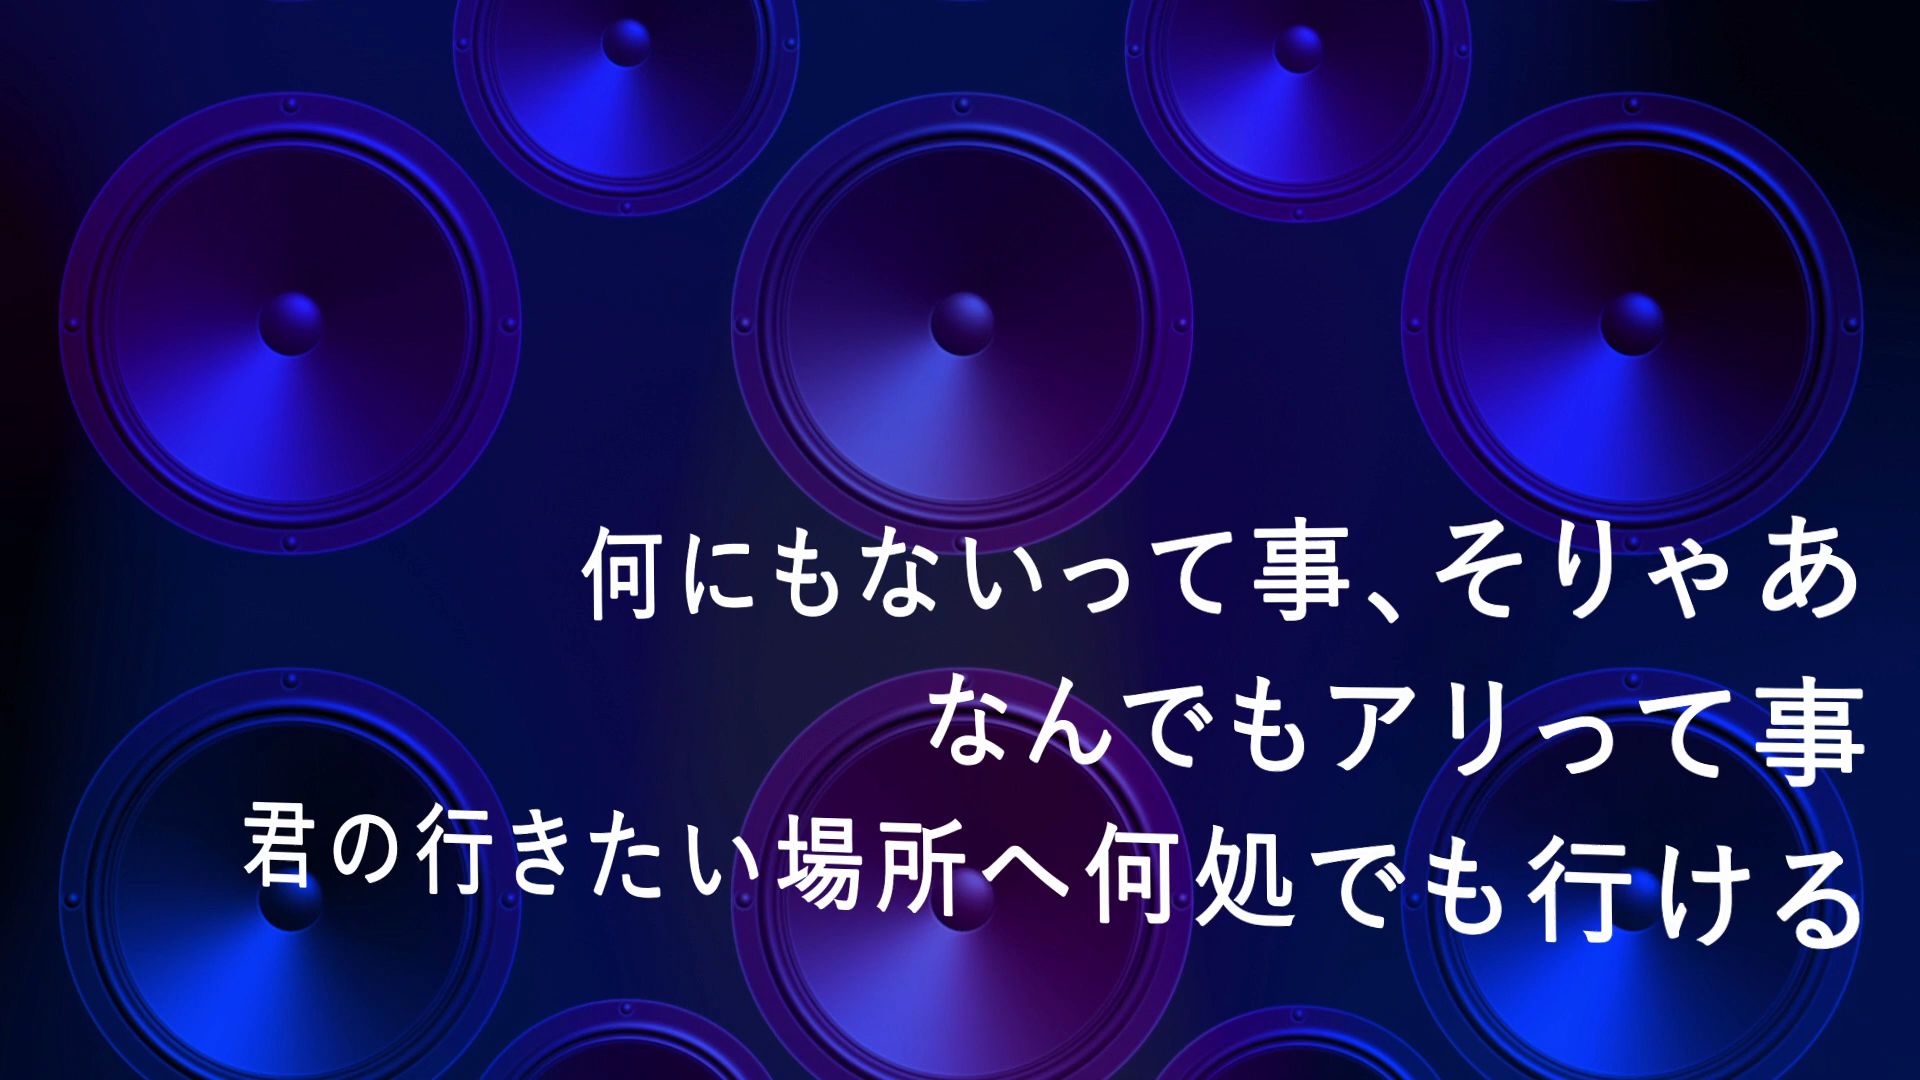 何にもないって事、そりゃあ
なんでもアリって事
君の行きたい場所へ何処でも行ける